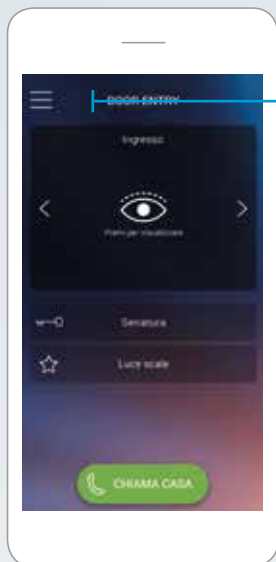 DOOR ENTRY
Ingresso
Premi per visualizzare
Serratura
Luce scale
CHIAMA CASA